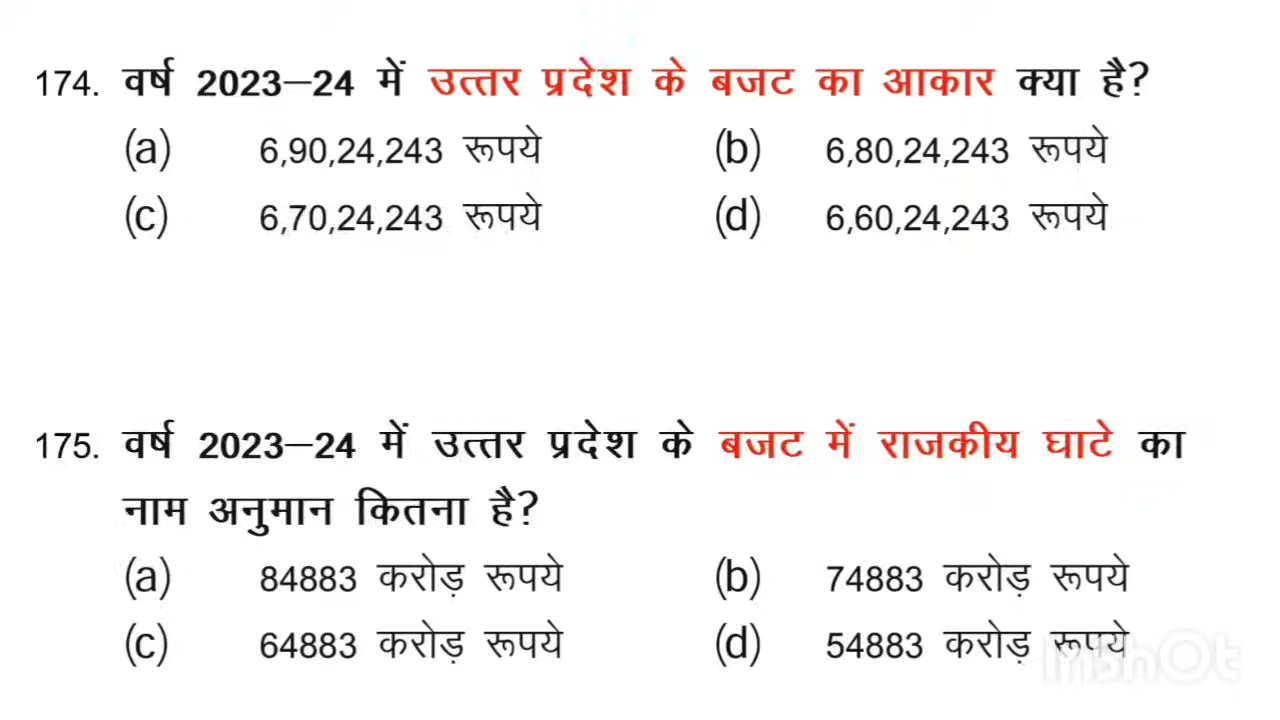 174. वर्ष 2023–24 में उत्तर प्रदेश के बजट का आकार क्या है?
(a) 6,90,24,243 रूपये (b) 6,80,24,243 रूपये
(c) 6,70,24,243 रूपये (d) 6,60,24,243 रूपये
175. वर्ष 2023–24 में उत्तर प्रदेश के बजट में राजकीय घाटे का
नाम अनुमान कितना है?
(a) 84883 करोड़ रूपये (b) 74883 करोड़ रूपये
(c) 64883 करोड़ रूपये (d) 54883 करोड़ रूपये
InShOt